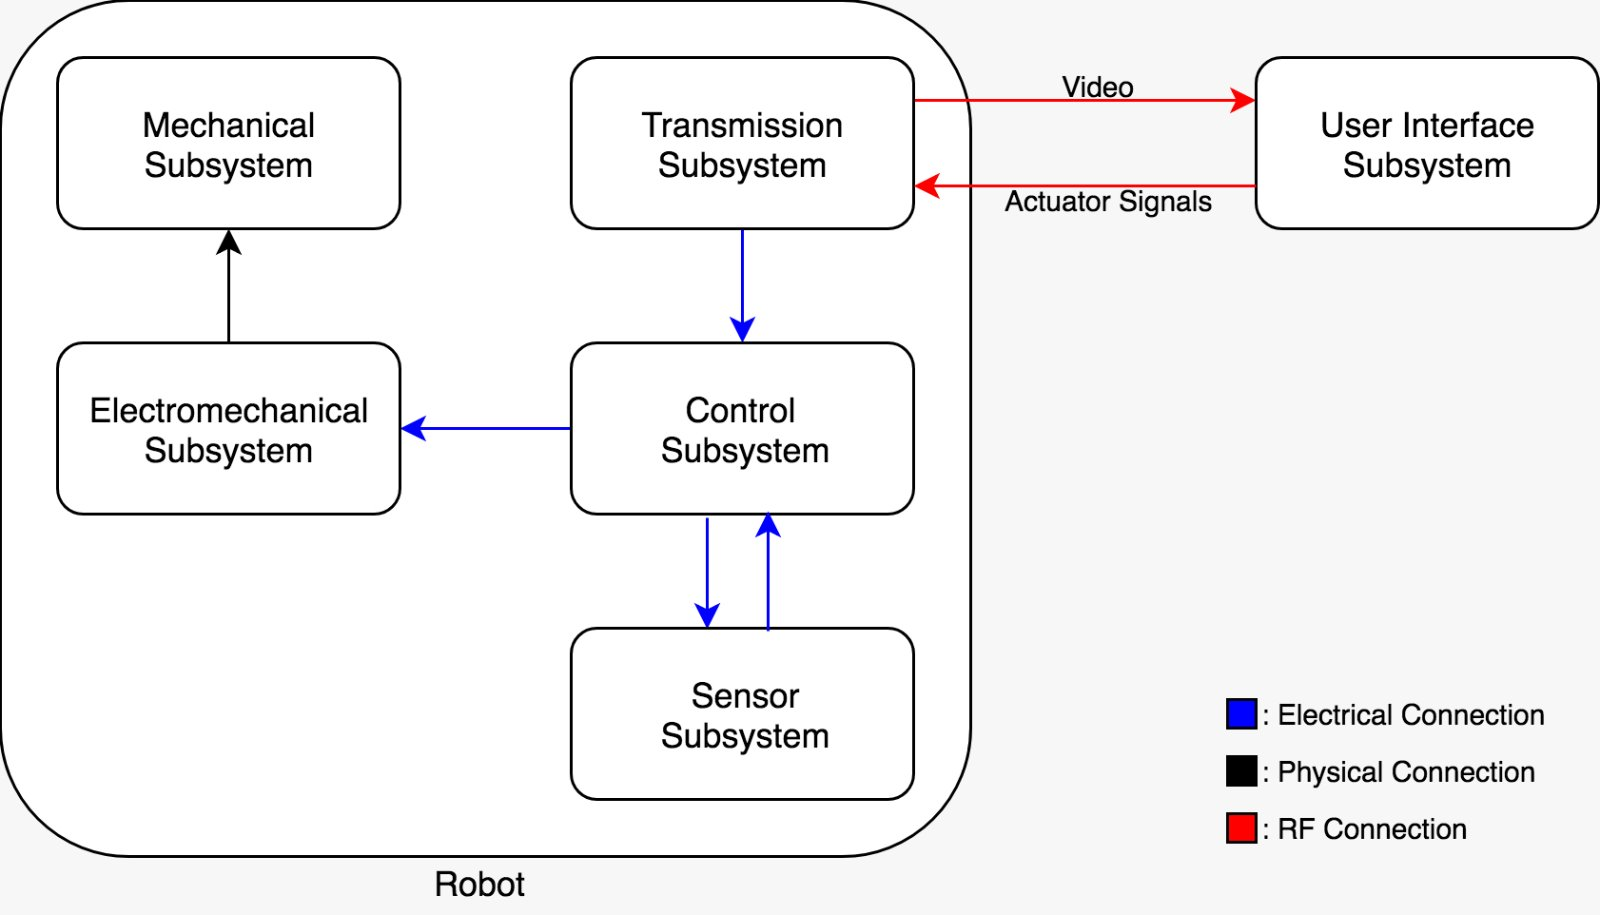 Mechanical
Subsystem
Transmission
Subsystem
Video
Actuator Signals
User Interface
Subsystem
Electromechanical
Subsystem
Control
Subsystem
Sensor
Subsystem
: Electrical Connection
: Physical Connection
: RF Connection
Robot